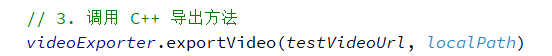 // 3. 调用 C++ 导出方法
videoExporter.exportVideo(testVideoUrl, localPath)